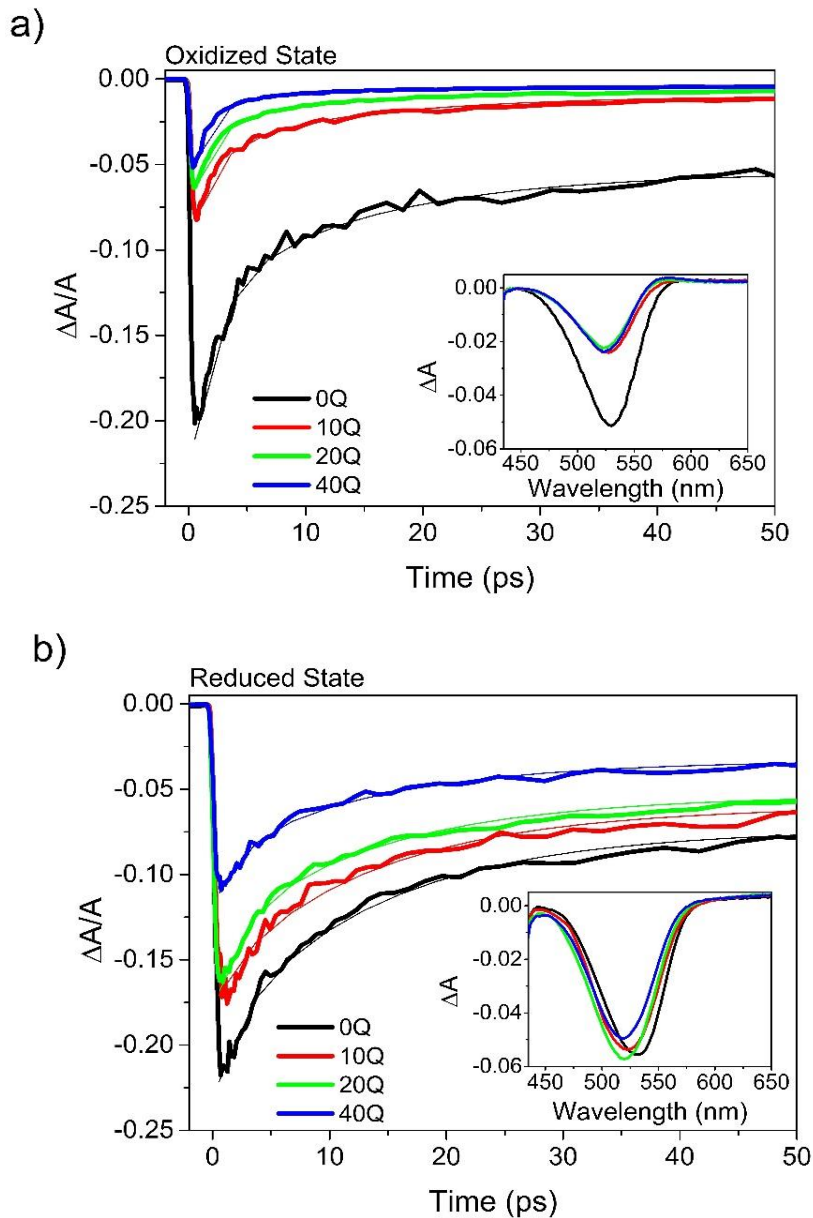 a)
Oxidized State
0.00
-0.05
-0.10
-0.15
-0.20
-0.25
ΔA/A
0Q
10Q
20Q
40Q
0.00
-0.02
-0.04
-0.06
ΔA
450 500 550 600 650
Wavelength (nm)
0 10 20 30 40 50
Time (ps)
b)
Reduced State
0.00
-0.05
-0.10
-0.15
-0.20
-0.25
ΔA/A
0Q
10Q
20Q
40Q
0.00
-0.02
-0.04
-0.06
ΔA
450 500 550 600 650
Wavelength (nm)
0 10 20 30 40 50
Time (ps)